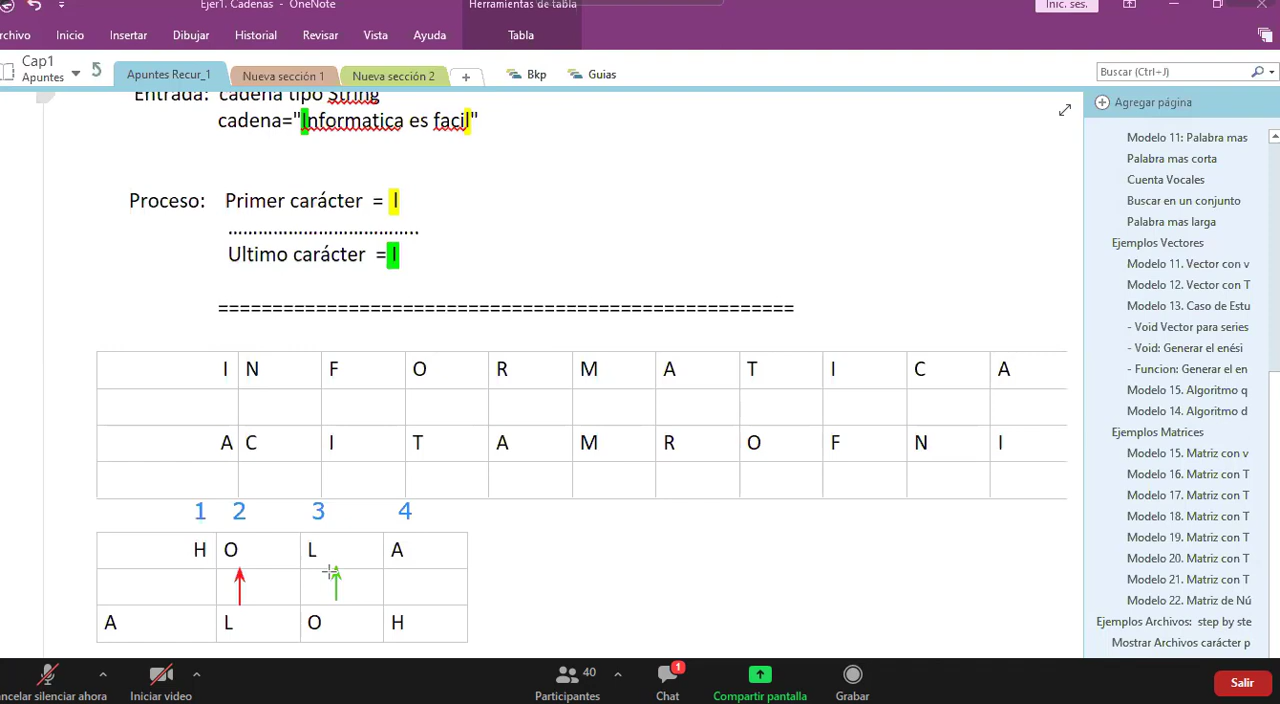 Ejer1. Cadenas - OneNote
Herramientas de tabla
Inic. ses.
rchivo Inicio Insertar Dibujar Historial Revisar Vista Ayuda Tabla
Cap1
Apuntes
Apuntes Recur_1 Nueva sección 1 Nueva sección 2 + Bkp Guias
Buscar (Ctrl+J)
Entrada: cadena tipo String
cadena="Informatica es facil"
Proceso: Primer carácter = l
........................................
Ultimo carácter = I
====================================================
I N F O R M A T I C A
A C I T A M R O F N I
1 2 3 4
H O L A
A L O H
Agregar página
Modelo 11: Palabra mas
Palabra mas corta
Cuenta Vocales
Buscar en un conjunto
Palabra mas larga
Ejemplos Vectores
Modelo 11. Vector con v
Modelo 12. Vector con T
Modelo 13. Caso de Estu
- Void Vector para series
- Void: Generar el enési
- Funcion: Generar el en
Modelo 15. Algoritmo q
Modelo 14. Algoritmo d
Ejemplos Matrices
Modelo 15. Matriz con v
Modelo 16. Matriz con T
Modelo 17. Matriz con T
Modelo 18. Matriz con T
Modelo 19. Matriz con T
Modelo 20. Matriz con T
Modelo 21. Matriz con T
Modelo 22. Matriz de Nú
Ejemplos Archivos: step by ste
Mostrar Archivos carácter p
ancelar silenciar ahora
Iniciar video
40
Participantes
1
Chat
Compartir pantalla
Grabar
Salir